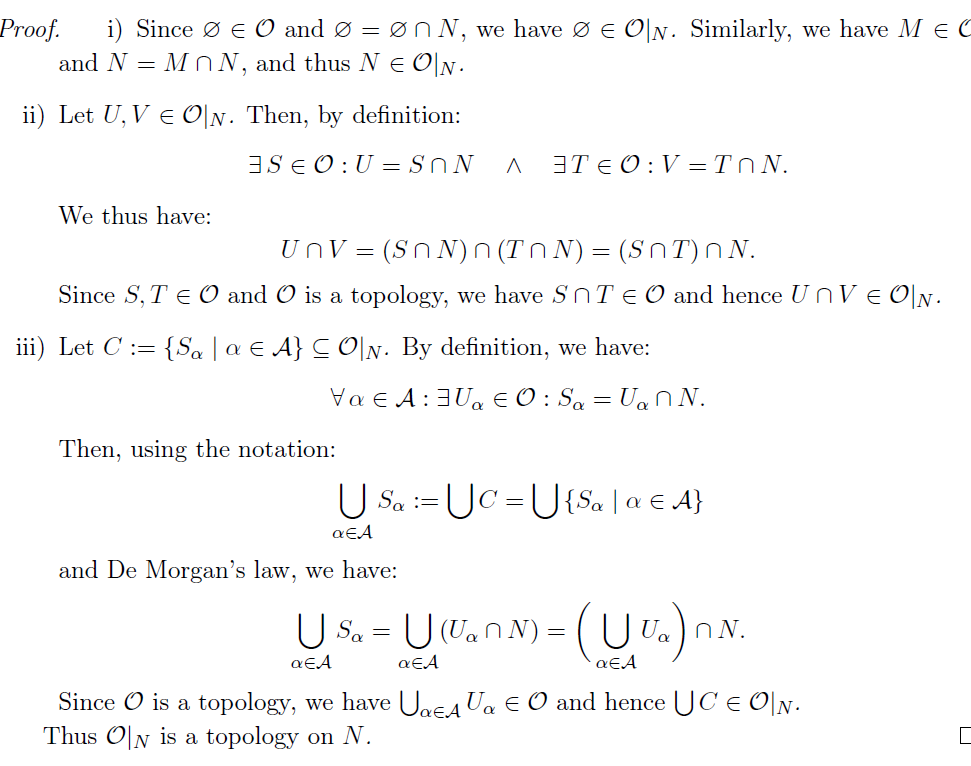 Proof. i) Since ∅ ∈ 𝒪 and ∅ = ∅ ∩ N, we have ∅ ∈ 𝒪|_N. Similarly, we have M ∈ 𝒪
and N = M ∩ N, and thus N ∈ 𝒪|_N.
ii) Let U, V ∈ 𝒪|_N. Then, by definition:
∃ S ∈ 𝒪 : U = S ∩ N ∧ ∃ T ∈ 𝒪 : V = T ∩ N.
We thus have:
U ∩ V = (S ∩ N) ∩ (T ∩ N) = (S ∩ T) ∩ N.
Since S, T ∈ 𝒪 and 𝒪 is a topology, we have S ∩ T ∈ 𝒪 and hence U ∩ V ∈ 𝒪|_N.
iii) Let C := {S_α | α ∈ 𝒜} ⊆ 𝒪|_N. By definition, we have:
∀ α ∈ 𝒜 : ∃ U_α ∈ 𝒪 : S_α = U_α ∩ N.
Then, using the notation:
⋃_{α∈𝒜} S_α := ⋃ C = ⋃ {S_α | α ∈ 𝒜}
and De Morgan's law, we have:
⋃_{α∈𝒜} S_α = ⋃_{α∈𝒜} (U_α ∩ N) = (⋃_{α∈𝒜} U_α) ∩ N.
Since 𝒪 is a topology, we have ⋃_{α∈𝒜} U_α ∈ 𝒪 and hence ⋃ C ∈ 𝒪|_N.
Thus 𝒪|_N is a topology on N. □